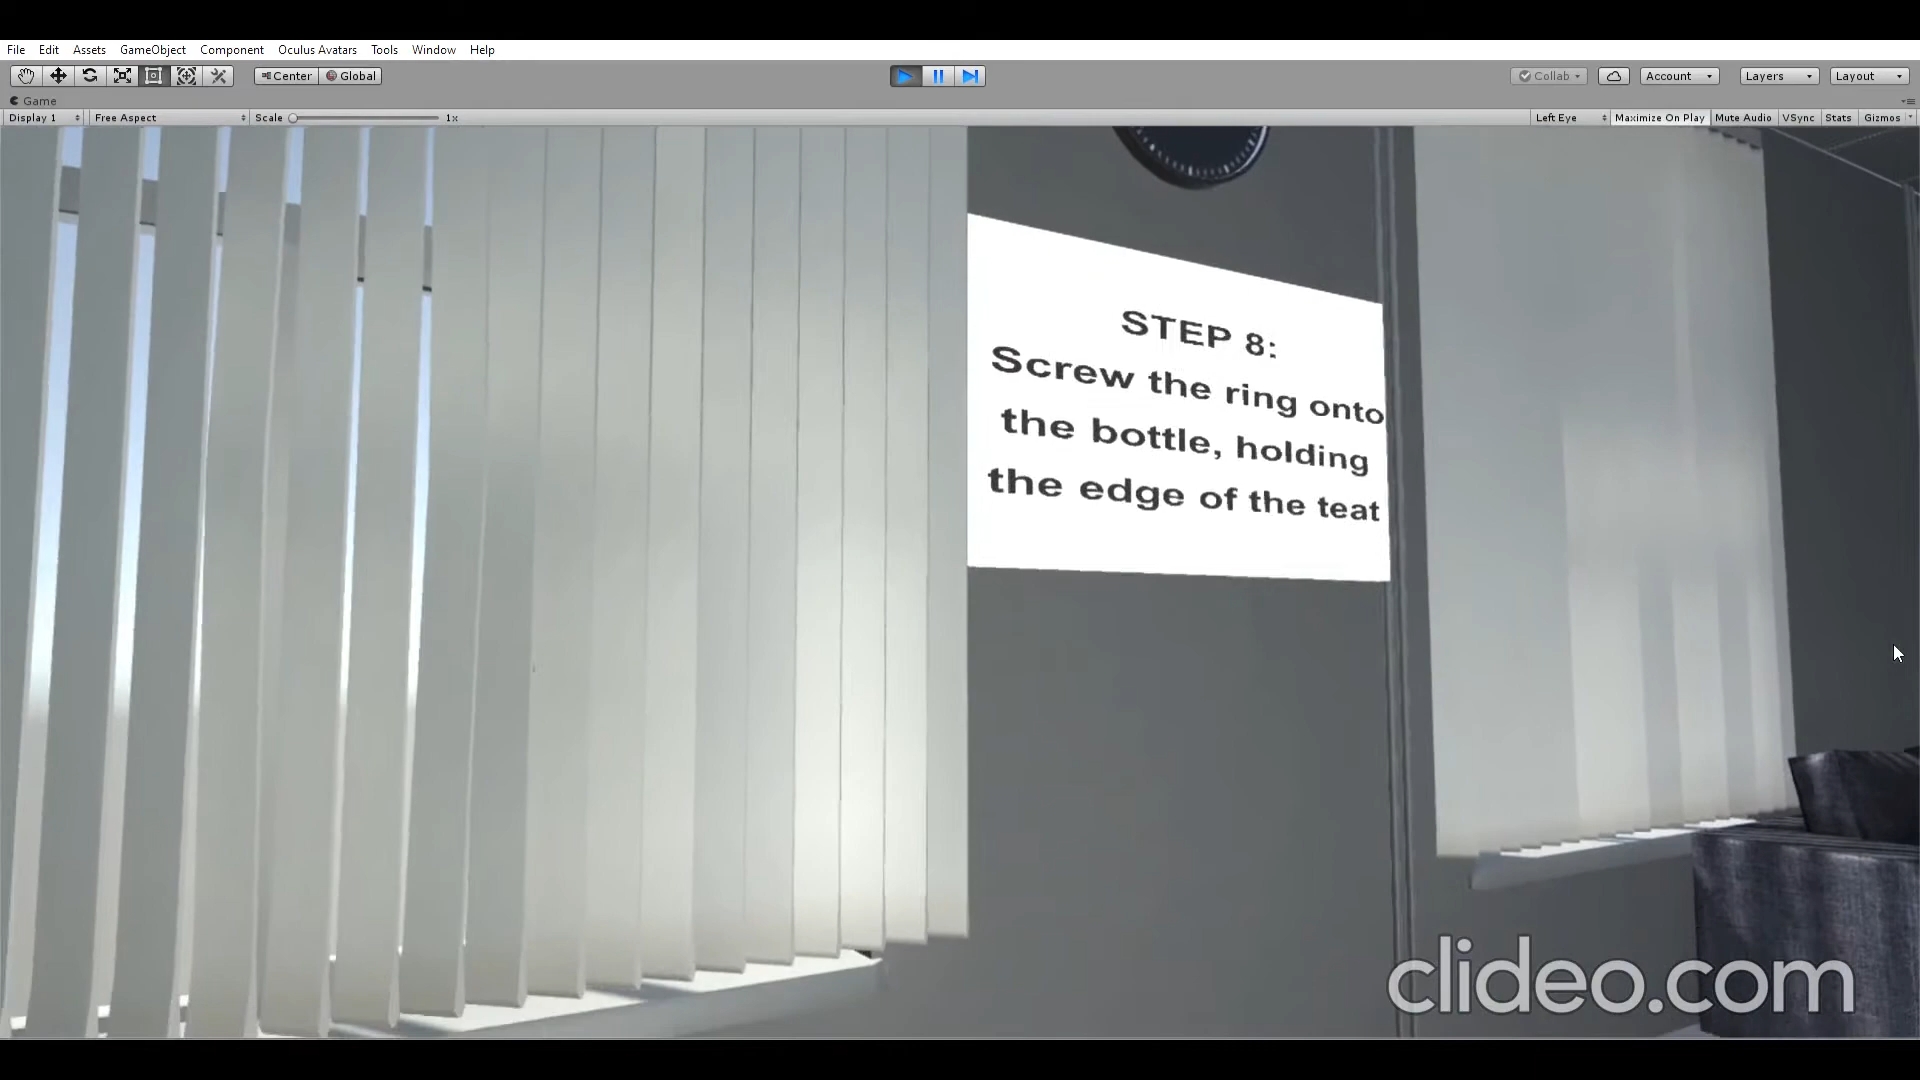 File Edit Assets GameObject Component Oculus Avatars Tools Window Help
Center Global Collab Account Layers Layout
Game
Display 1 Free Aspect Scale 1x Left Eye Maximize On Play Mute Audio VSync Stats Gizmos
STEP 8:
Screw the ring onto
the bottle, holding
the edge of the teat
clideo.com